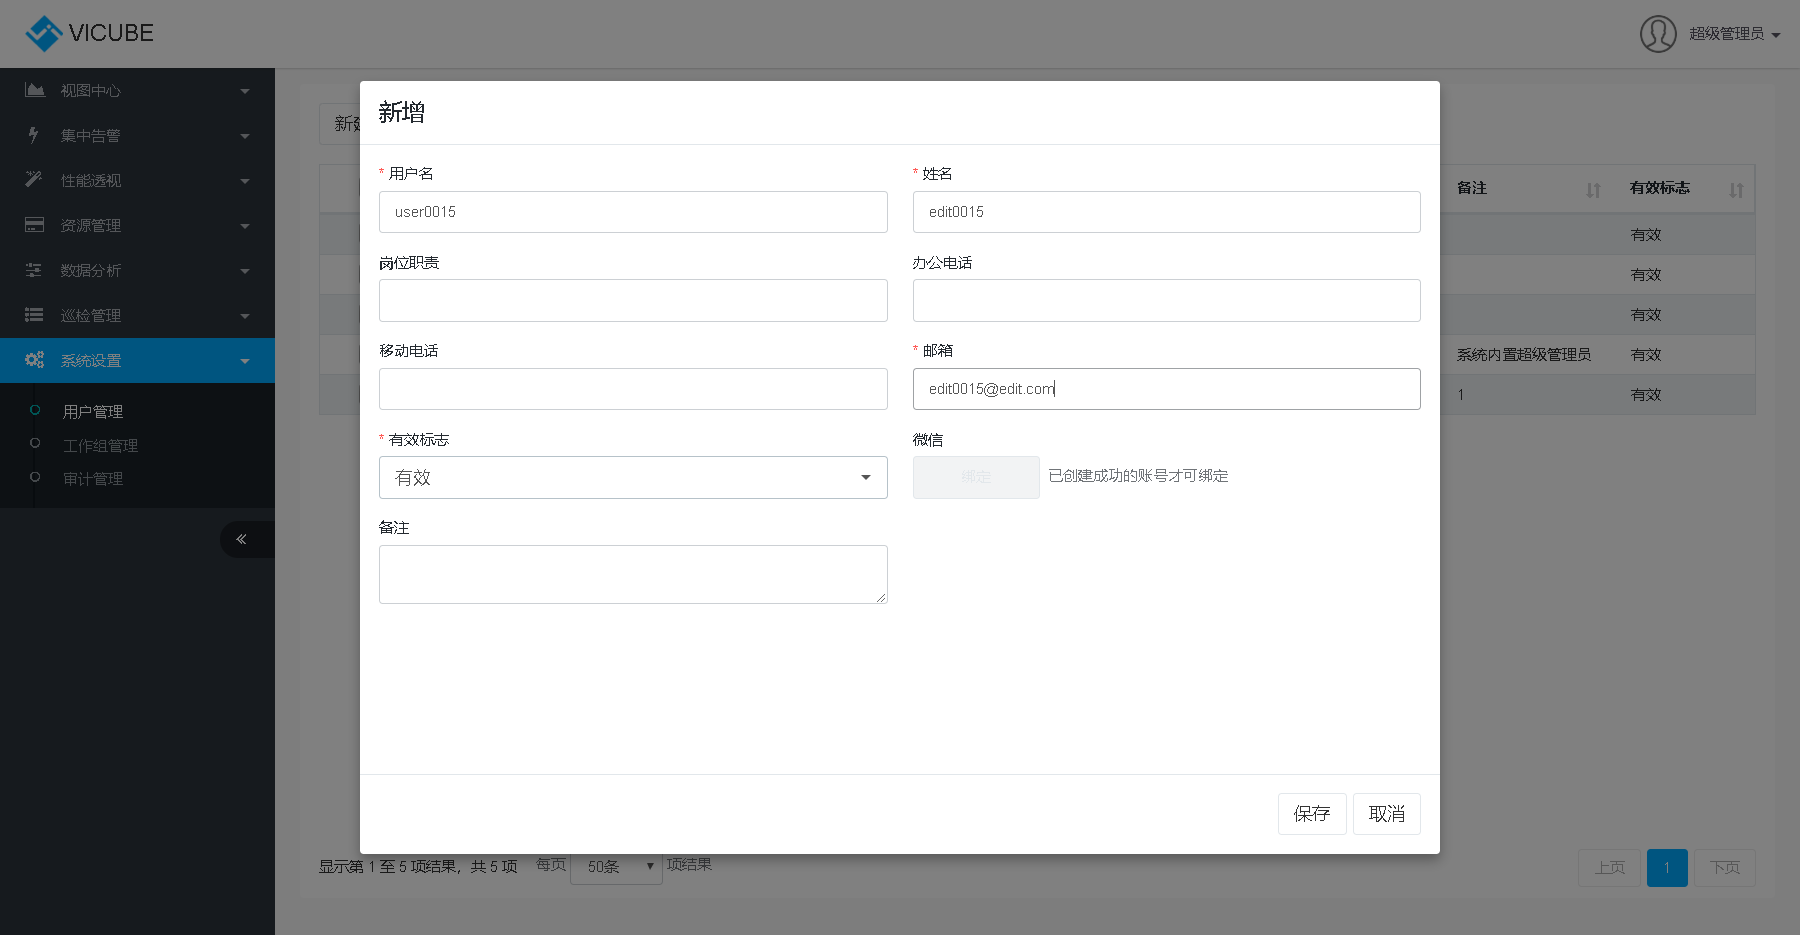 VICUBE
超级管理员
视图中心
集中告警
性能透视
资源管理
数据分析
巡检管理
系统设置
用户管理
工作组管理
审计管理
新增
* 用户名
* 姓名
user0015
edit0015
岗位职责
办公电话
移动电话
* 邮箱
edit0015@edit.com
* 有效标志
微信
有效
绑定
已创建成功的账号才可绑定
备注
保存
取消
新
备注
有效标志
有效
有效
有效
系统内置超级管理员
有效
1
有效
显示第 1 至 5 项结果，共 5 项
每页
50条
项结果
上页
1
下页